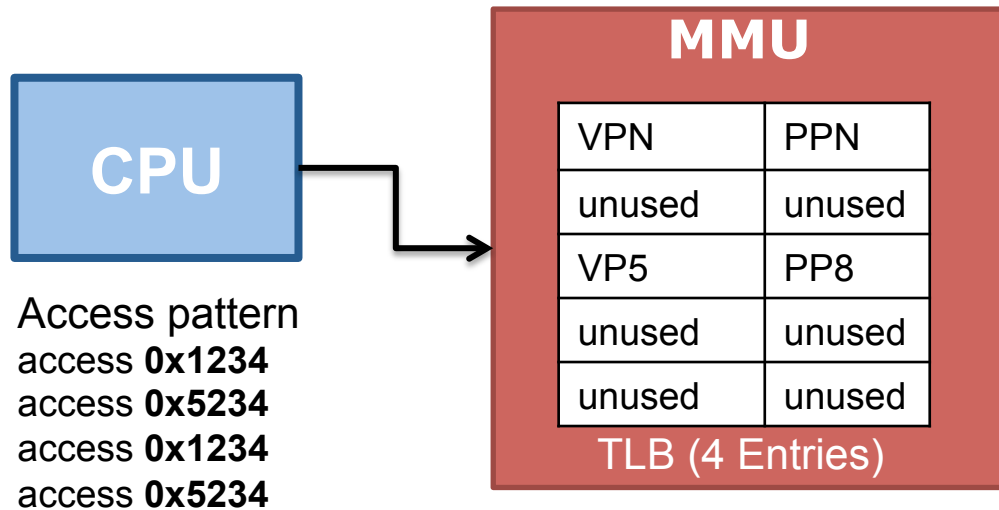 MMU
CPU
VPN PPN
unused unused
VP5 PP8
unused unused
unused unused
TLB (4 Entries)
Access pattern
access 0x1234
access 0x5234
access 0x1234
access 0x5234